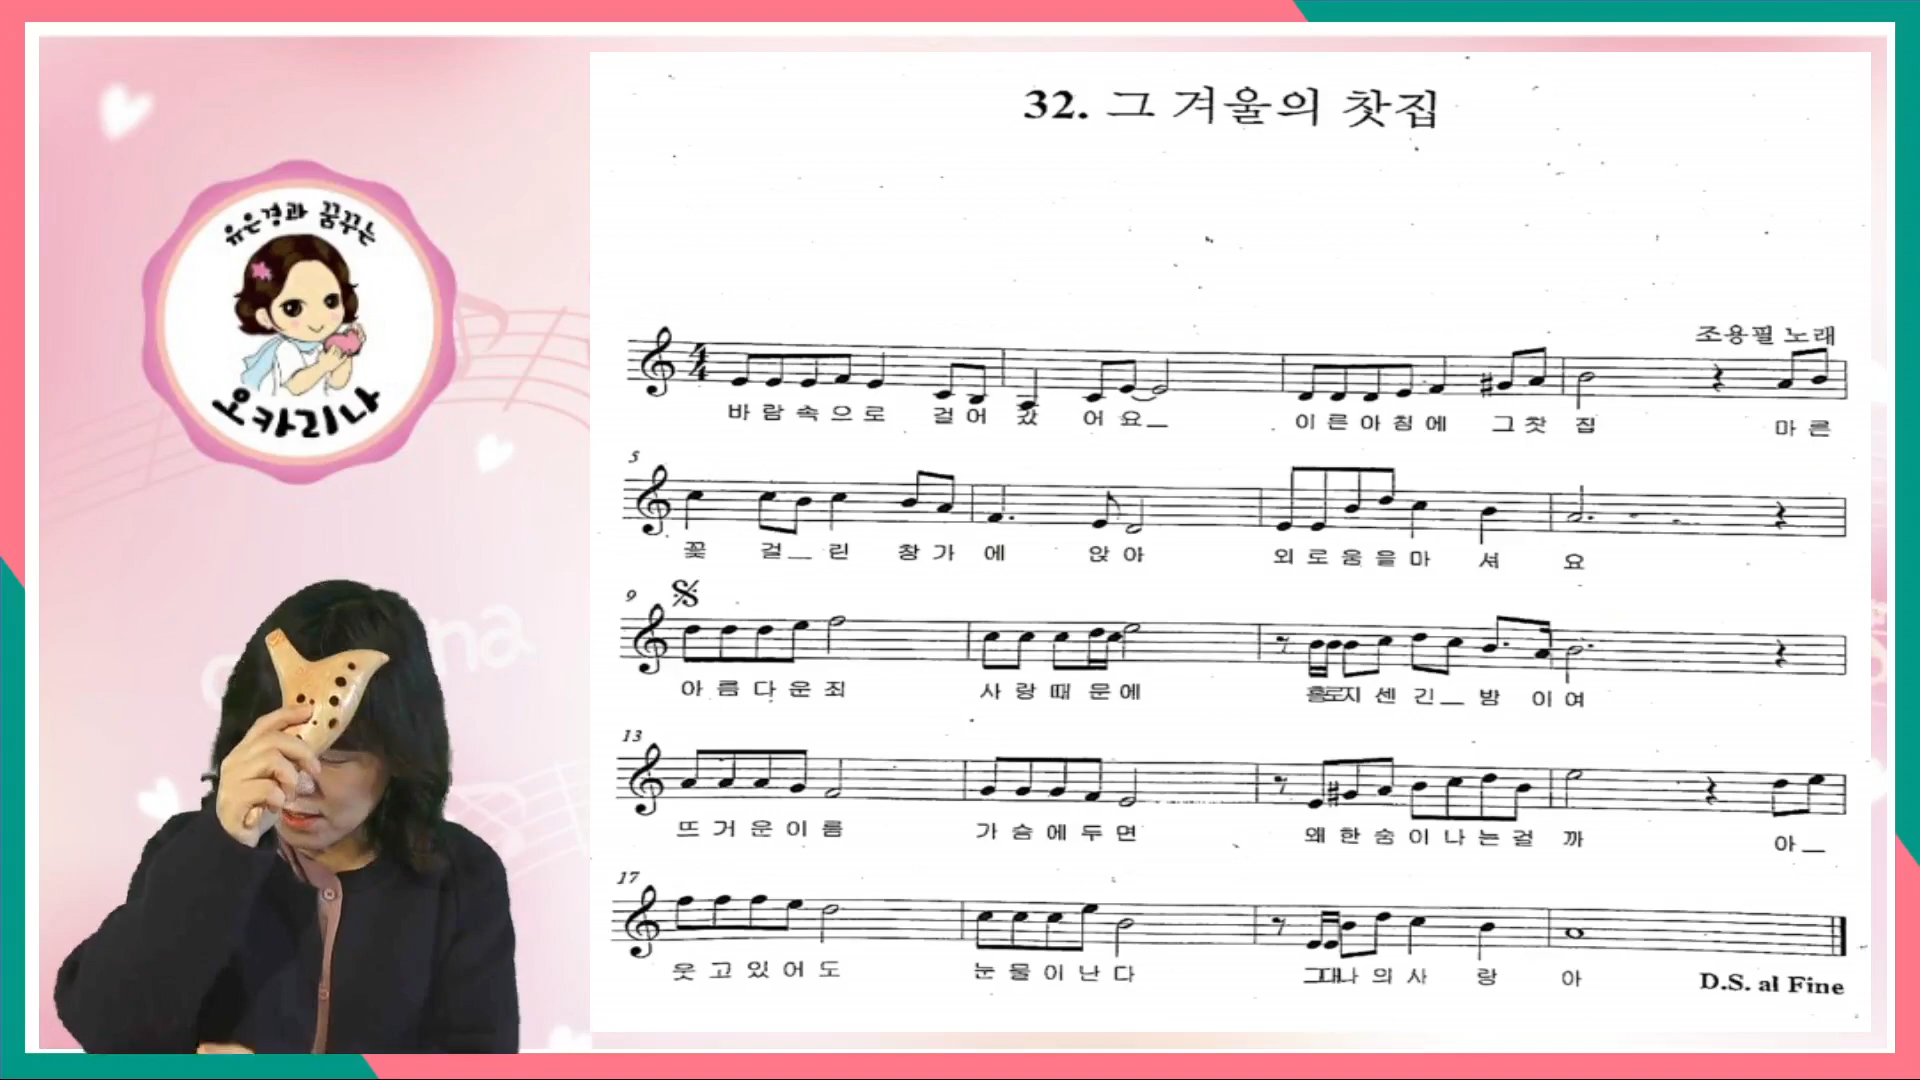 유은경과 꿈꾸는
오카리나
32. 그 겨울의 찻집
조용필 노래
바람속으로 걸어 갔 어요_ 이른아침에 그찻 집 마른
5
꽃 걸_린 창가에 앉아 외로움을마 셔 요
9
아름다운죄 사랑때문에 홀로지센긴_방 이여
13
뜨거운이름 가슴에두면 왜한숨이나는걸 까 아_
17
웃고있어도 눈물이난다 그대나의사 랑 아
D.S. al Fine